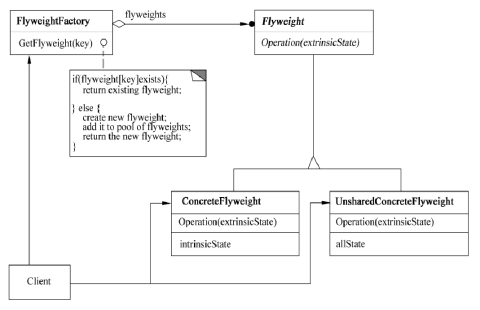 FlyweightFactory
flyweights
Flyweight
GetFlyweight(key)
Operation(extrinsicState)
if(flyweight[key]exists){
return existing flyweight;
} else {
create new flyweight;
add it to pool of flyweights;
return the new flyweight;
}
ConcreteFlyweight
Operation(extrinsicState)
intrinsicState
UnsharedConcreteFlyweight
Operation(extrinsicState)
allState
Client